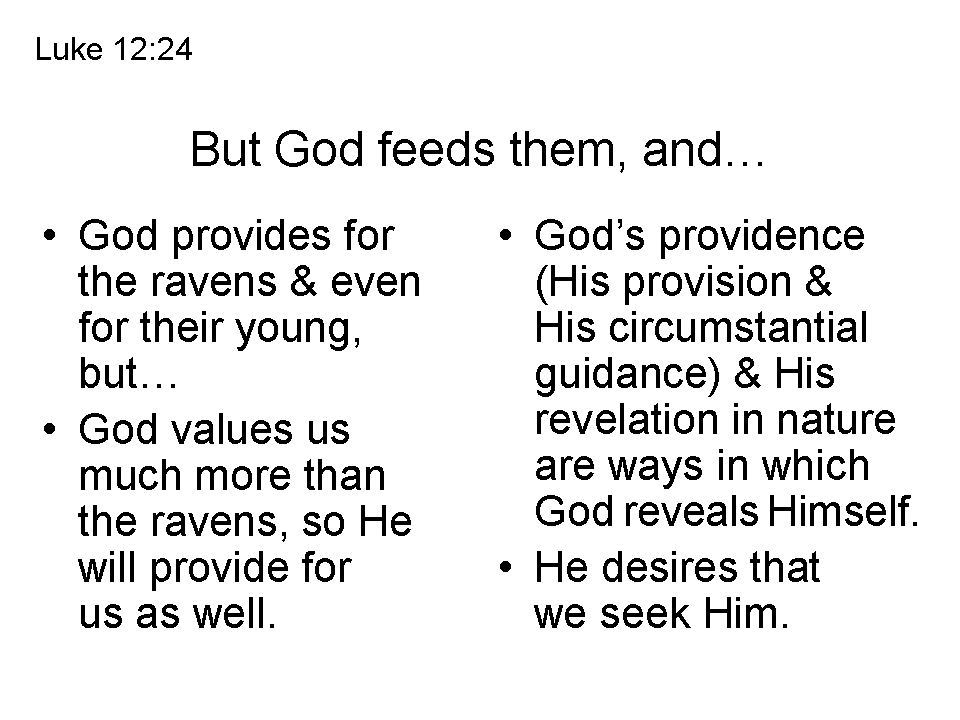 Luke 12:24
But God feeds them, and…
• God provides for
the ravens & even
for their young,
but…
• God values us
much more than
the ravens, so He
will provide for
us as well.
• God’s providence
(His provision &
His circumstantial
guidance) & His
revelation in nature
are ways in which
God reveals Himself.
• He desires that
we seek Him.